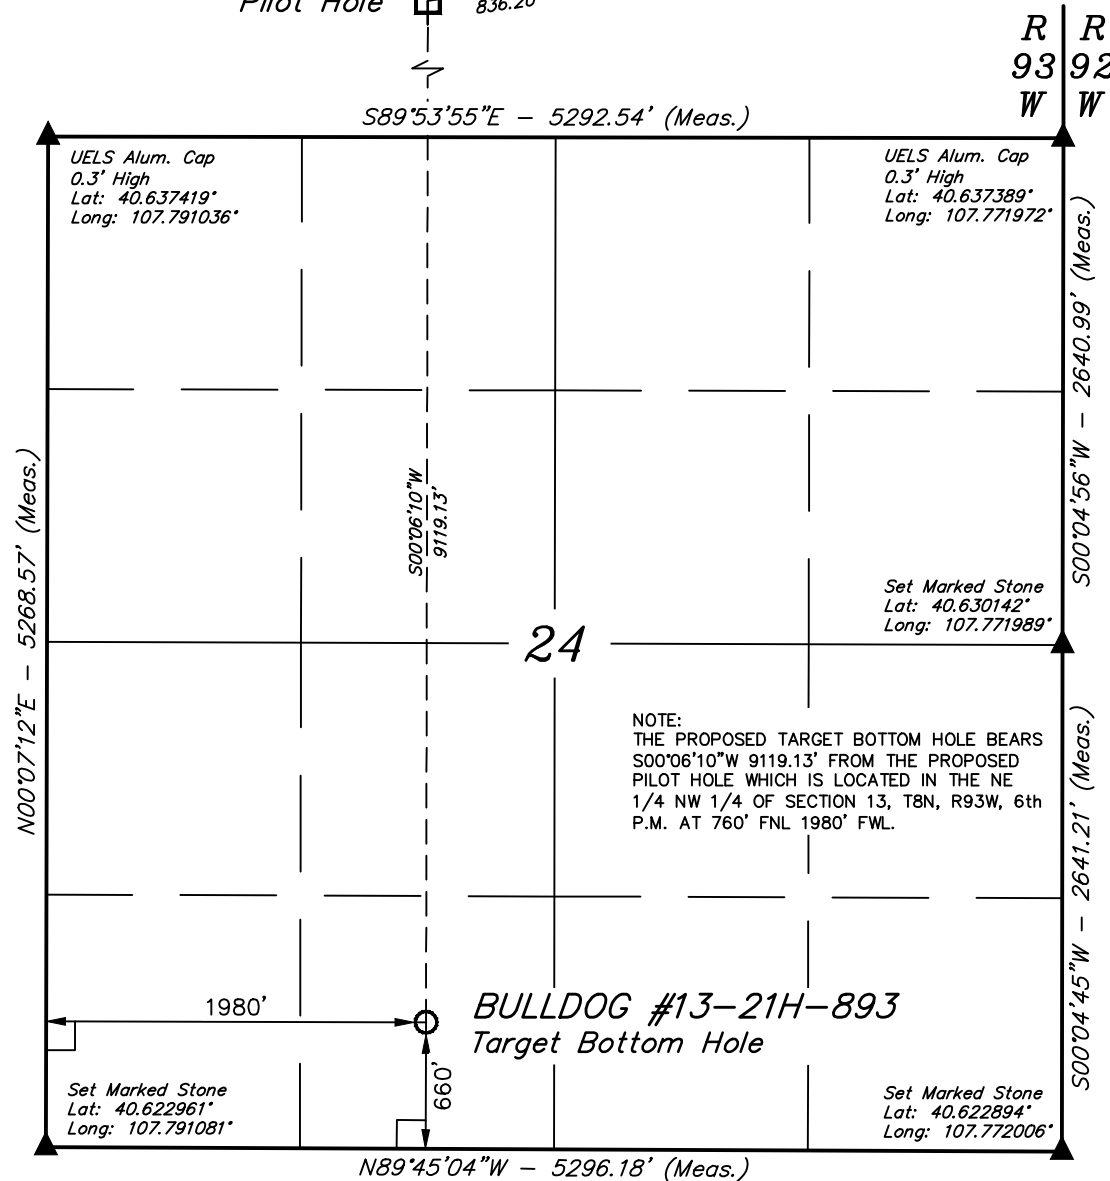 Pilot Hole
836.20'
R R
93 92
W W
S89°53'55"E - 5292.54' (Meas.)
UELS Alum. Cap
0.3' High
Lat: 40.637419°
Long: 107.791036°
UELS Alum. Cap
0.3' High
Lat: 40.637389°
Long: 107.771972°
S00°04'56"W - 2640.99' (Meas.)
N00°07'12"E - 5268.57' (Meas.)
S00°06'10"W
9119.13'
Set Marked Stone
Lat: 40.630142°
Long: 107.771989°
24
NOTE:
THE PROPOSED TARGET BOTTOM HOLE BEARS
S00°06'10"W 9119.13' FROM THE PROPOSED
PILOT HOLE WHICH IS LOCATED IN THE NE
1/4 NW 1/4 OF SECTION 13, T8N, R93W, 6th
P.M. AT 760' FNL 1980' FWL.
S00°04'45"W - 2641.21' (Meas.)
1980'
BULLDOG #13-21H-893
Target Bottom Hole
660'
Set Marked Stone
Lat: 40.622961°
Long: 107.791081°
Set Marked Stone
Lat: 40.622894°
Long: 107.772006°
N89°45'04"W - 5296.18' (Meas.)